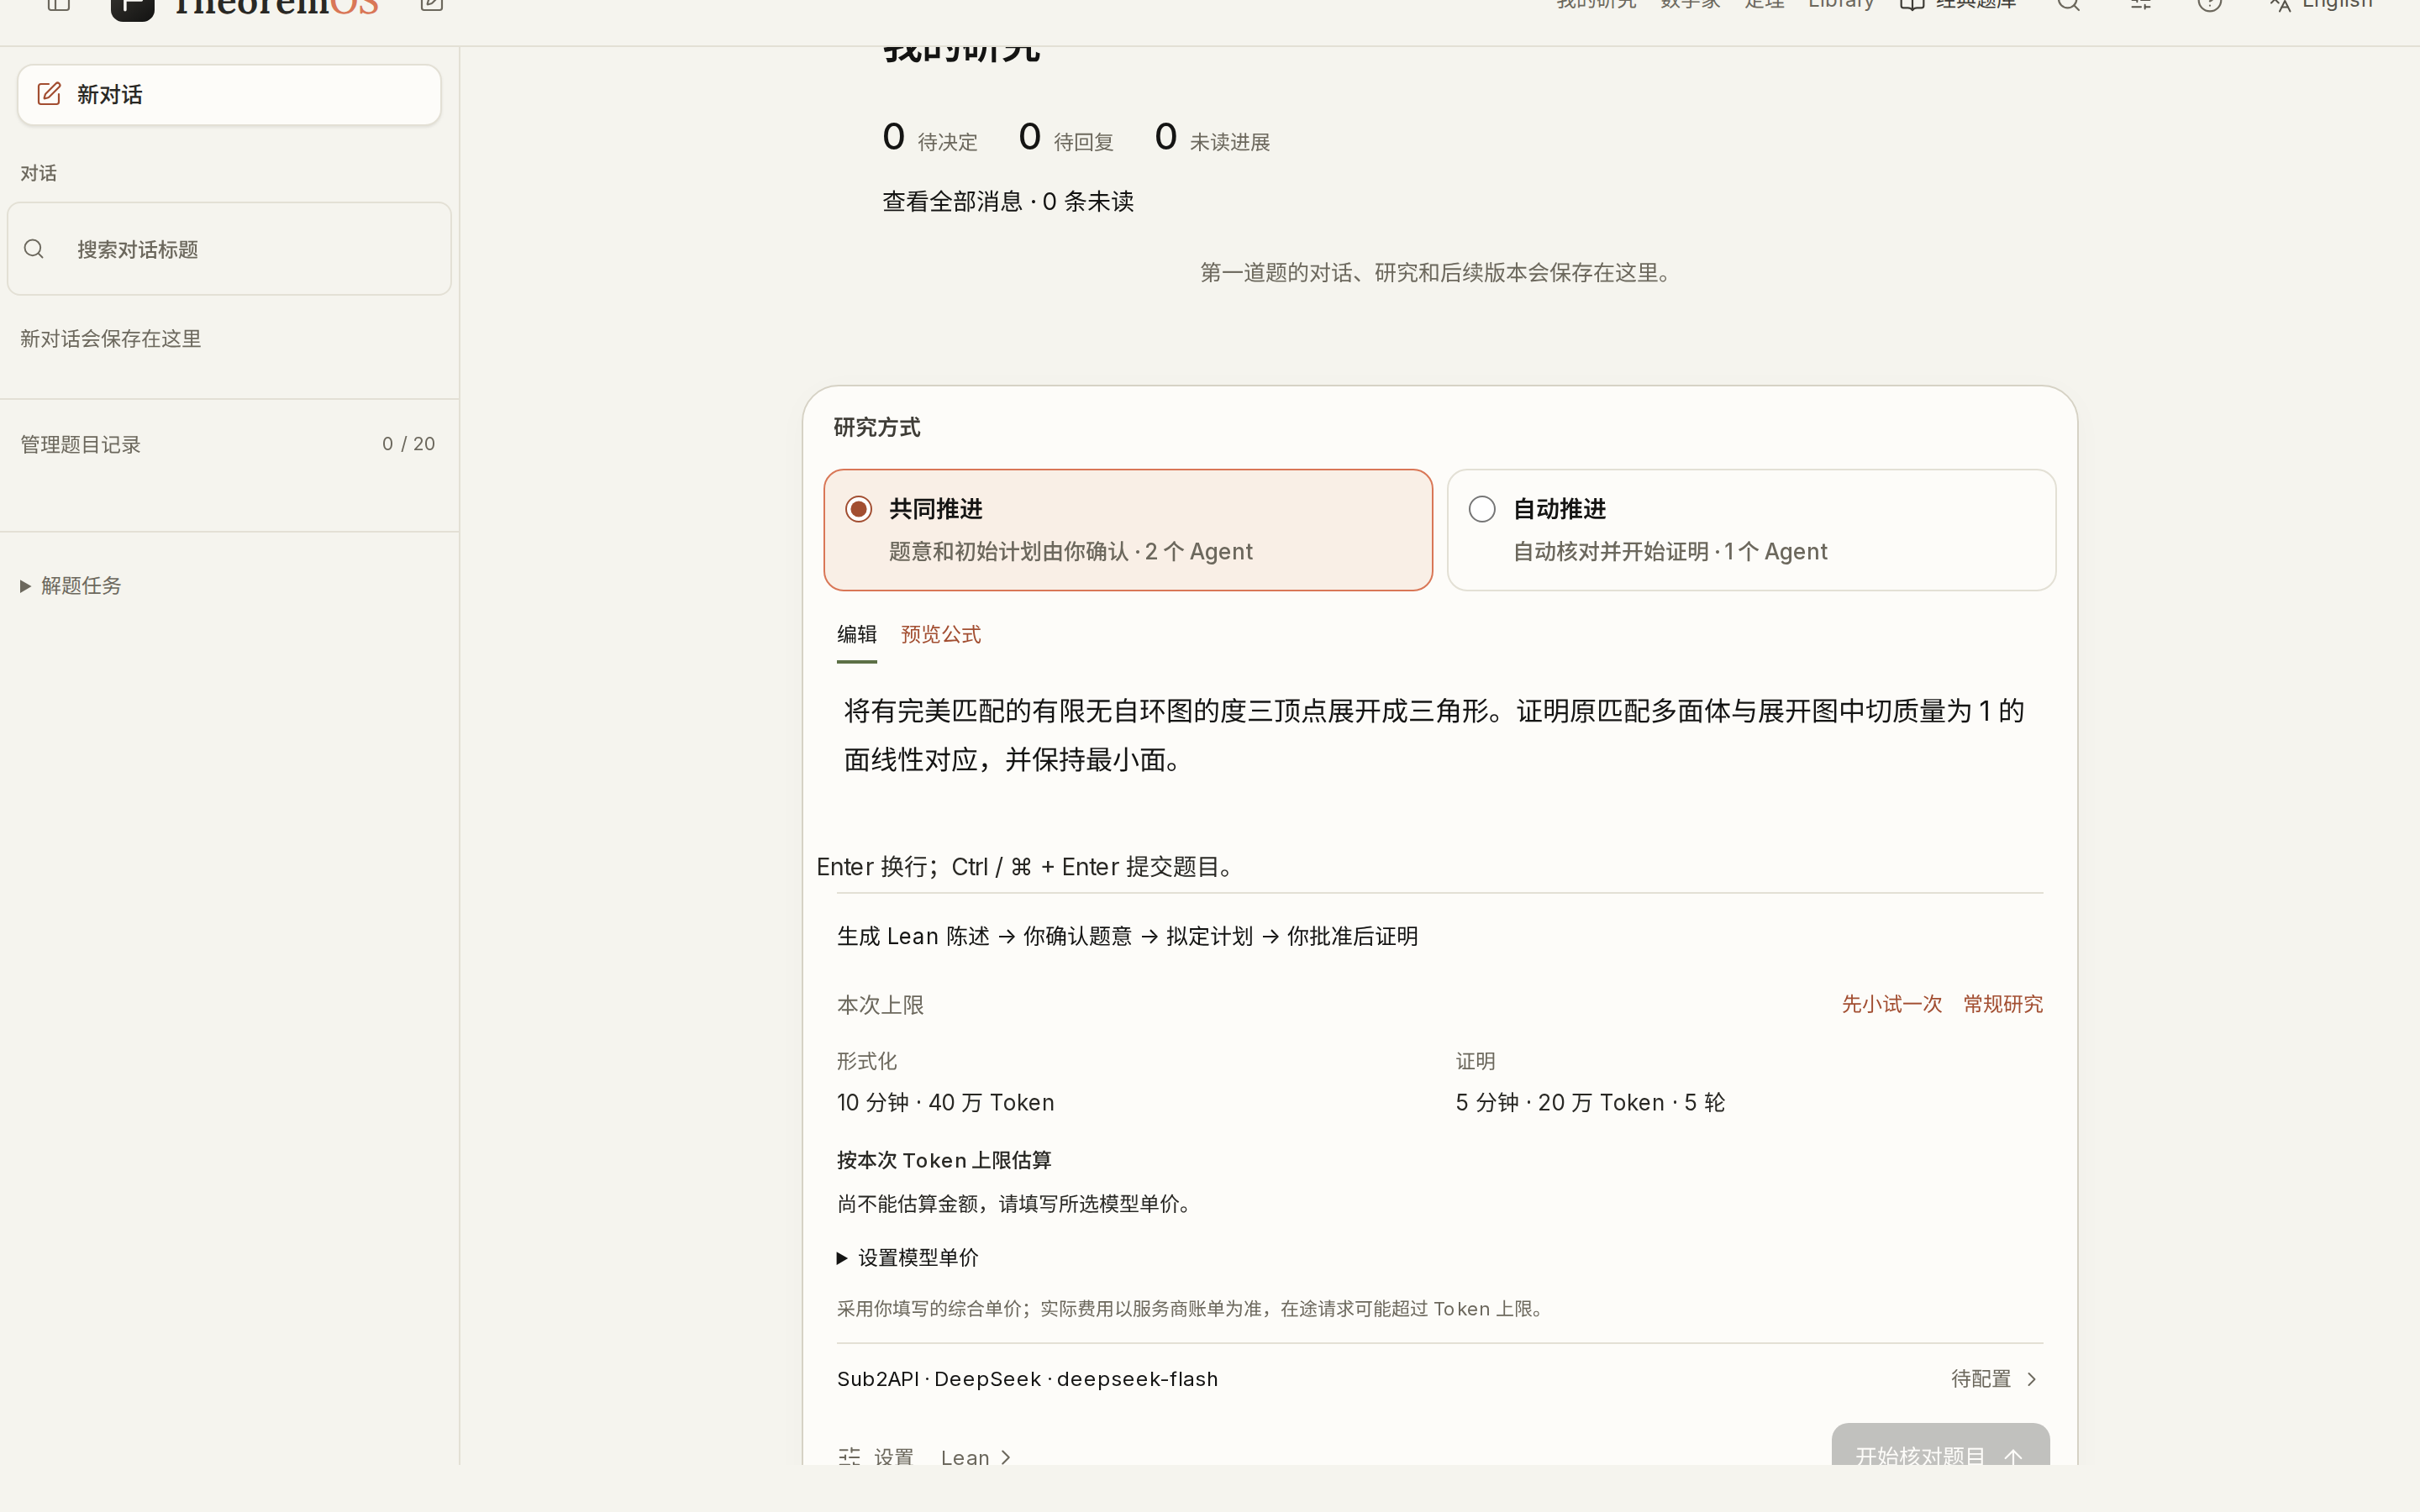 TheoremOS
我的研究 数学家 定理 Library 经典题库 English
新对话
对话
搜索对话标题
新对话会保存在这里
管理题目记录 0 / 20
解题任务
我的研究
0 待决定 0 待回复 0 未读进展
查看全部消息 · 0 条未读
第一道题的对话、研究和后续版本会保存在这里。
研究方式
共同推进
题意和初始计划由你确认 · 2 个 Agent
自动推进
自动核对并开始证明 · 1 个 Agent
编辑 预览公式
将有完美匹配的有限无自环图的度三顶点展开成三角形。证明原匹配多面体与展开图中切质量为 1 的
面线性对应，并保持最小面。
Enter 换行；Ctrl / ⌘ + Enter 提交题目。
生成 Lean 陈述 → 你确认题意 → 拟定计划 → 你批准后证明
本次上限 先小试一次 常规研究
形式化
10 分钟 · 40 万 Token
证明
5 分钟 · 20 万 Token · 5 轮
按本次 Token 上限估算
尚不能估算金额，请填写所选模型单价。
设置模型单价
采用你填写的综合单价；实际费用以服务商账单为准，在途请求可能超过 Token 上限。
Sub2API · DeepSeek · deepseek-flash 待配置
设置 Lean 开始核对题目